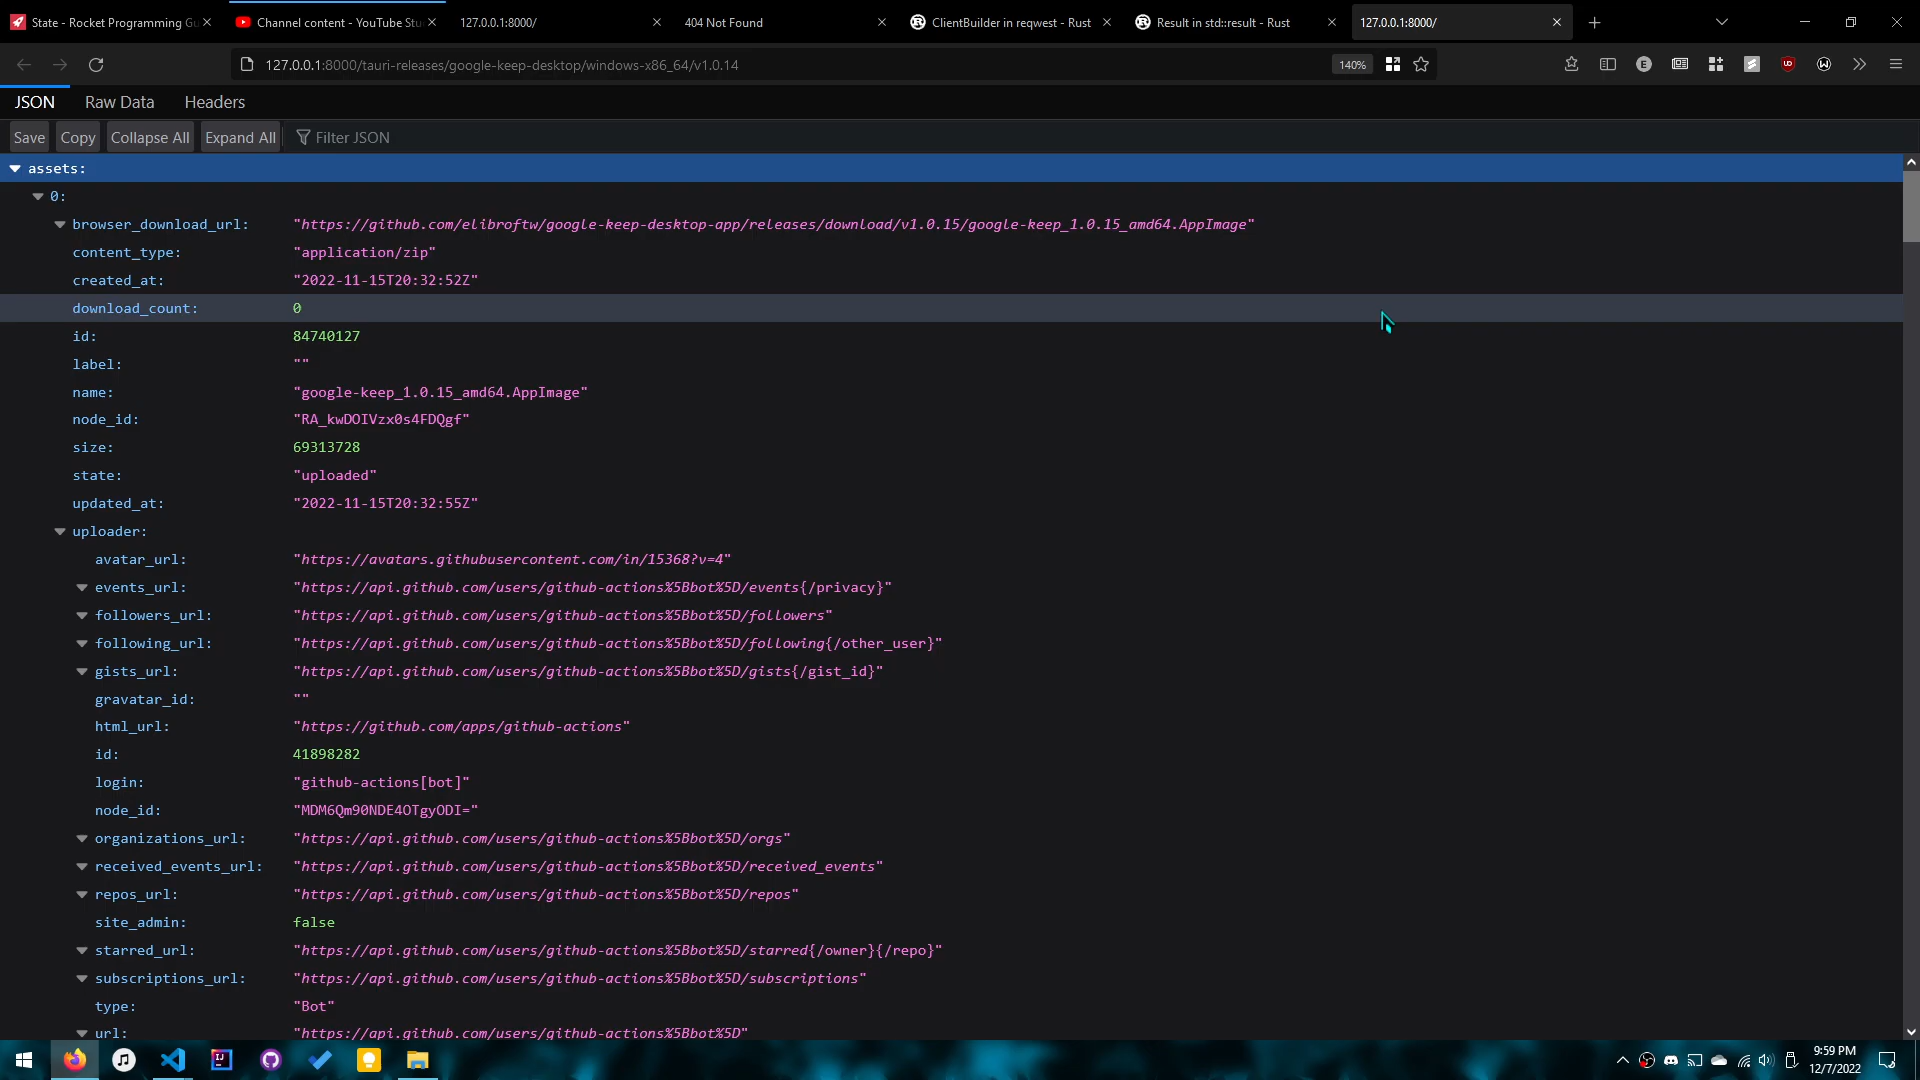 State - Rocket Programming Gu
Channel content - YouTube Stu
127.0.0.1:8000/
404 Not Found
ClientBuilder in reqwest - Rust
Result in std::result - Rust
127.0.0.1:8000/
127.0.0.1:8000/tauri-releases/google-keep-desktop/windows-x86_64/v1.0.14
140%
JSON
Raw Data
Headers
Save
Copy
Collapse All
Expand All
Filter JSON
assets:
0:
browser_download_url: "https://github.com/elibroftw/google-keep-desktop-app/releases/download/v1.0.15/google-keep_1.0.15_amd64.AppImage"
content_type: "application/zip"
created_at: "2022-11-15T20:32:52Z"
download_count: 0
id: 84740127
label: ""
name: "google-keep_1.0.15_amd64.AppImage"
node_id: "RA_kwDOIVzx0s4FDQgf"
size: 69313728
state: "uploaded"
updated_at: "2022-11-15T20:32:55Z"
uploader:
avatar_url: "https://avatars.githubusercontent.com/in/15368?v=4"
events_url: "https://api.github.com/users/github-actions%5Bbot%5D/events{/privacy}"
followers_url: "https://api.github.com/users/github-actions%5Bbot%5D/followers"
following_url: "https://api.github.com/users/github-actions%5Bbot%5D/following{/other_user}"
gists_url: "https://api.github.com/users/github-actions%5Bbot%5D/gists{/gist_id}"
gravatar_id: ""
html_url: "https://github.com/apps/github-actions"
id: 41898282
login: "github-actions[bot]"
node_id: "MDM6Qm90NDE4OTgyODI="
organizations_url: "https://api.github.com/users/github-actions%5Bbot%5D/orgs"
received_events_url: "https://api.github.com/users/github-actions%5Bbot%5D/received_events"
repos_url: "https://api.github.com/users/github-actions%5Bbot%5D/repos"
site_admin: false
starred_url: "https://api.github.com/users/github-actions%5Bbot%5D/starred{/owner}{/repo}"
subscriptions_url: "https://api.github.com/users/github-actions%5Bbot%5D/subscriptions"
type: "Bot"
url: "https://api.github.com/users/github-actions%5Bbot%5D"
9:59 PM
12/7/2022